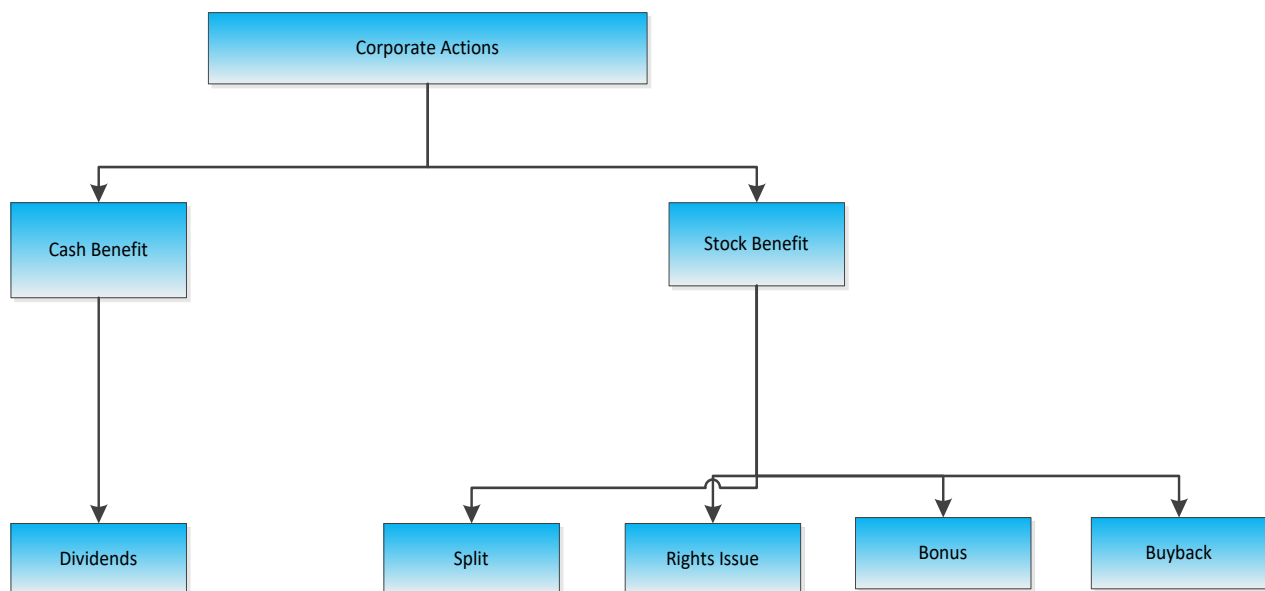 Corporate Actions
Cash Benefit
Stock Benefit
Dividends
Split
Rights Issue
Bonus
Buyback